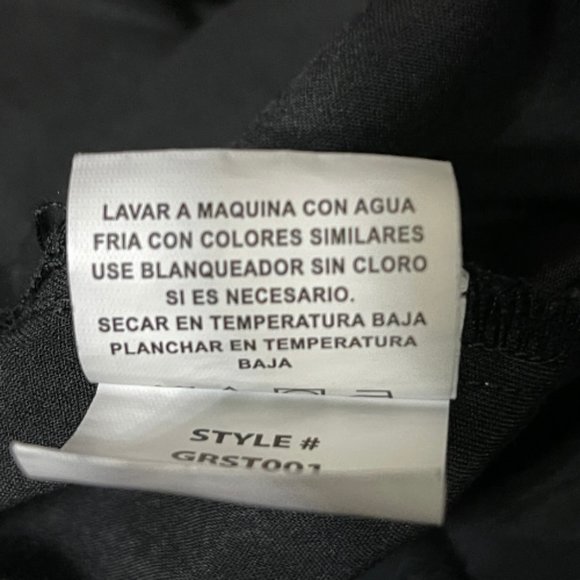 LAVAR A MAQUINA CON AGUA
FRIA CON COLORES SIMILARES
USE BLANQUEADOR SIN CLORO
SI ES NECESARIO.
SECAR EN TEMPERATURA BAJA
PLANCHAR EN TEMPERATURA
BAJA
STYLE #
GRST001